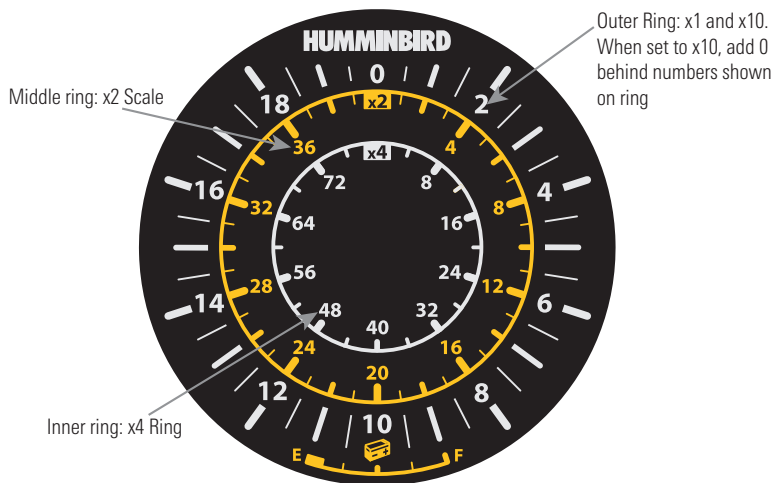 HUMMINBIRD
Outer Ring: x1 and x10.
When set to x10, add 0
behind numbers shown
on ring
Middle ring: x2 Scale
Inner ring: x4 Ring
0
2
4
6
8
10
12
14
16
18
x2
4
8
12
16
20
24
28
32
36
x4
8
16
24
32
40
48
56
64
72
E
F